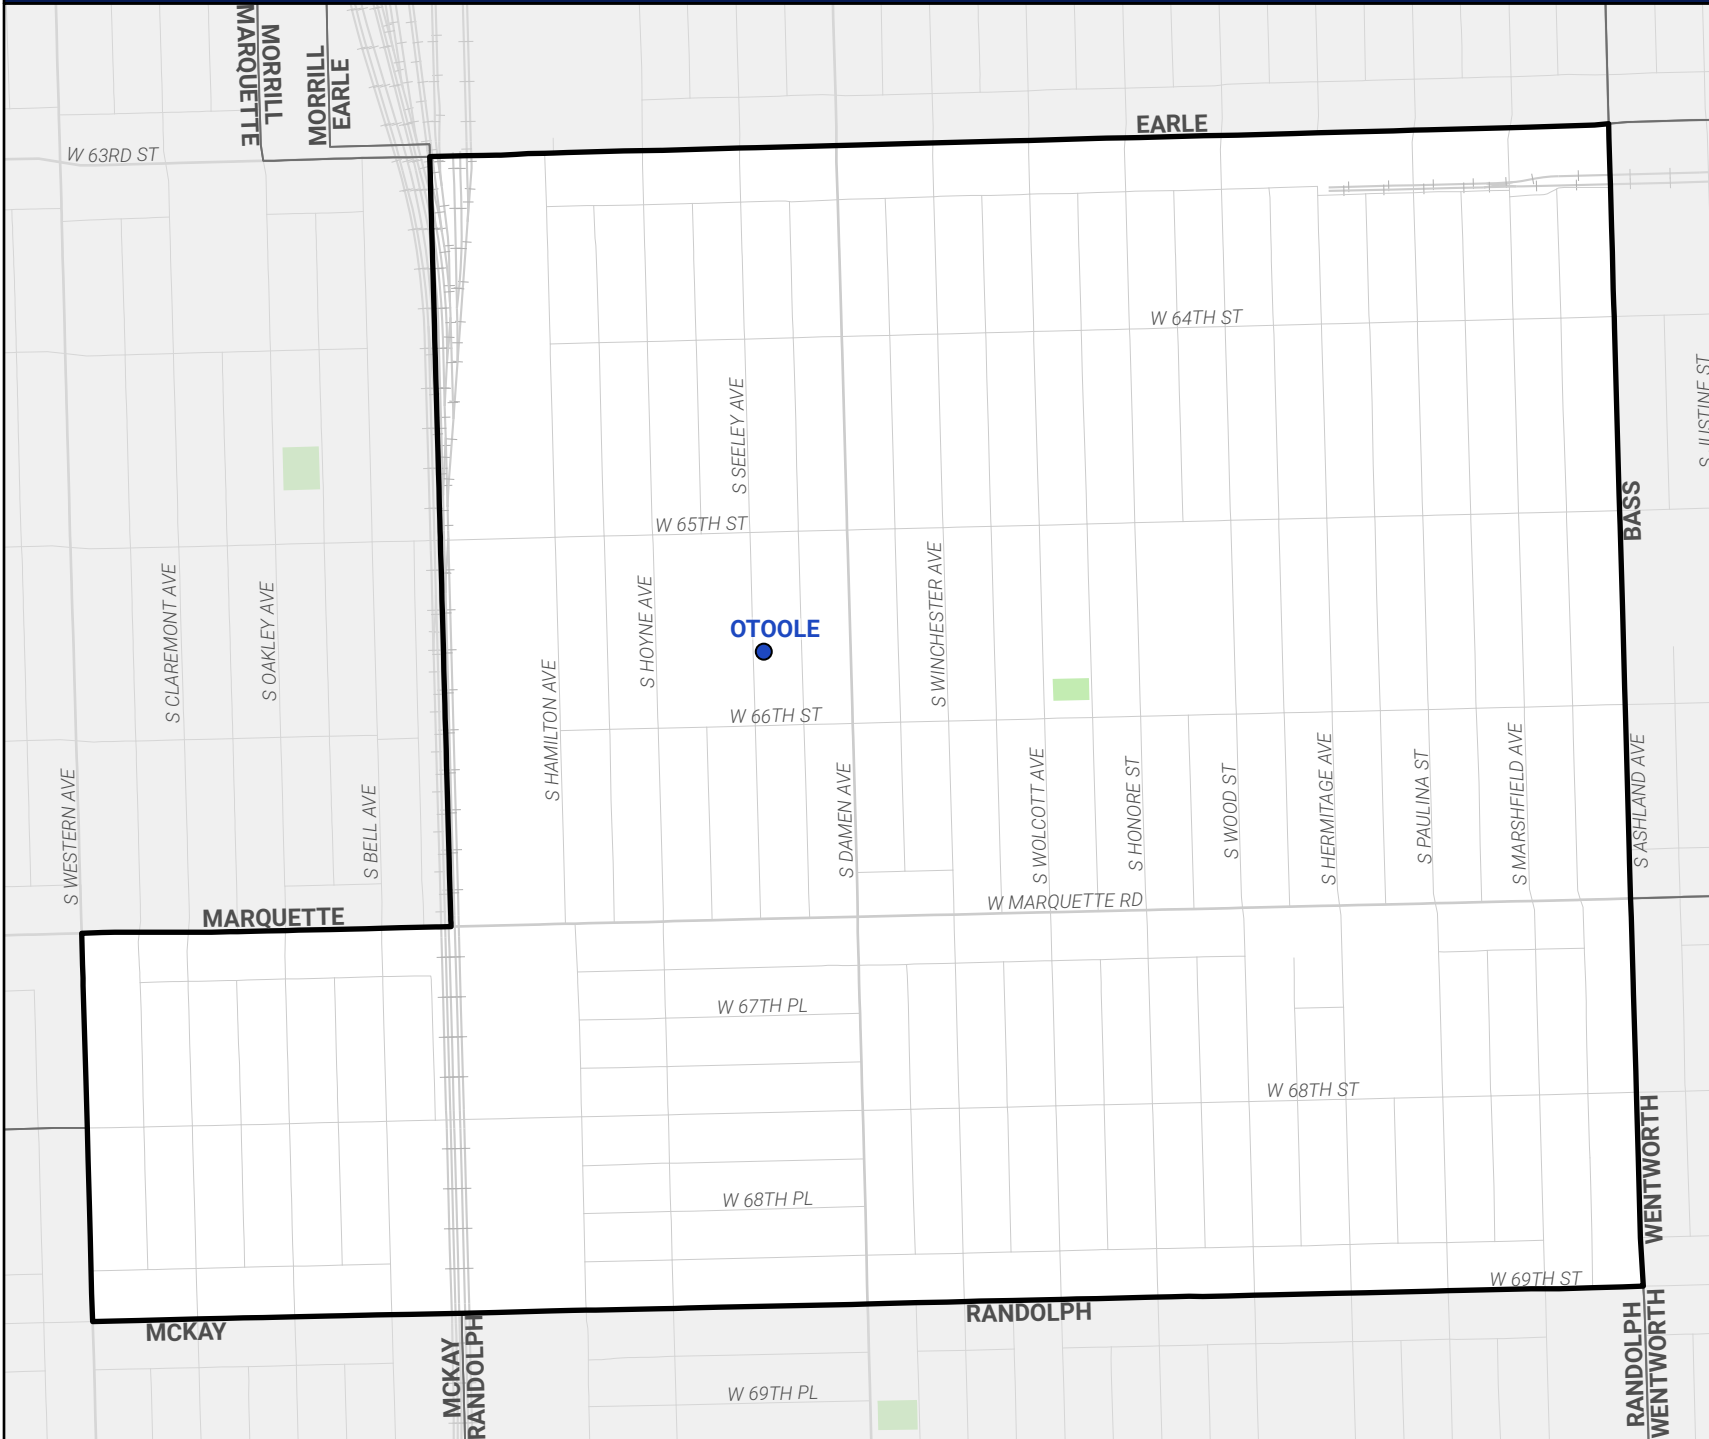 MARQUETTE
MORRILL
MORRILL
EARLE
EARLE
W 63RD ST
W 64TH ST
S JUSTINE ST
S SEELEY AVE
BASS
W 65TH ST
S CLAREMONT AVE
S OAKLEY AVE
S HOYNE AVE
S WINCHESTER AVE
OTOOLE
S HAMILTON AVE
W 66TH ST
S WESTERN AVE
S BELL AVE
S DAMEN AVE
S WOLCOTT AVE
S HONORE ST
S WOOD ST
S HERMITAGE AVE
S PAULINA ST
S MARSHFIELD AVE
S ASHLAND AVE
W MARQUETTE RD
MARQUETTE
W 67TH PL
W 68TH ST
WENTWORTH
W 68TH PL
W 69TH ST
RANDOLPH
MCKAY
MCKAY
RANDOLPH
W 69TH PL
RANDOLPH
WENTWORTH